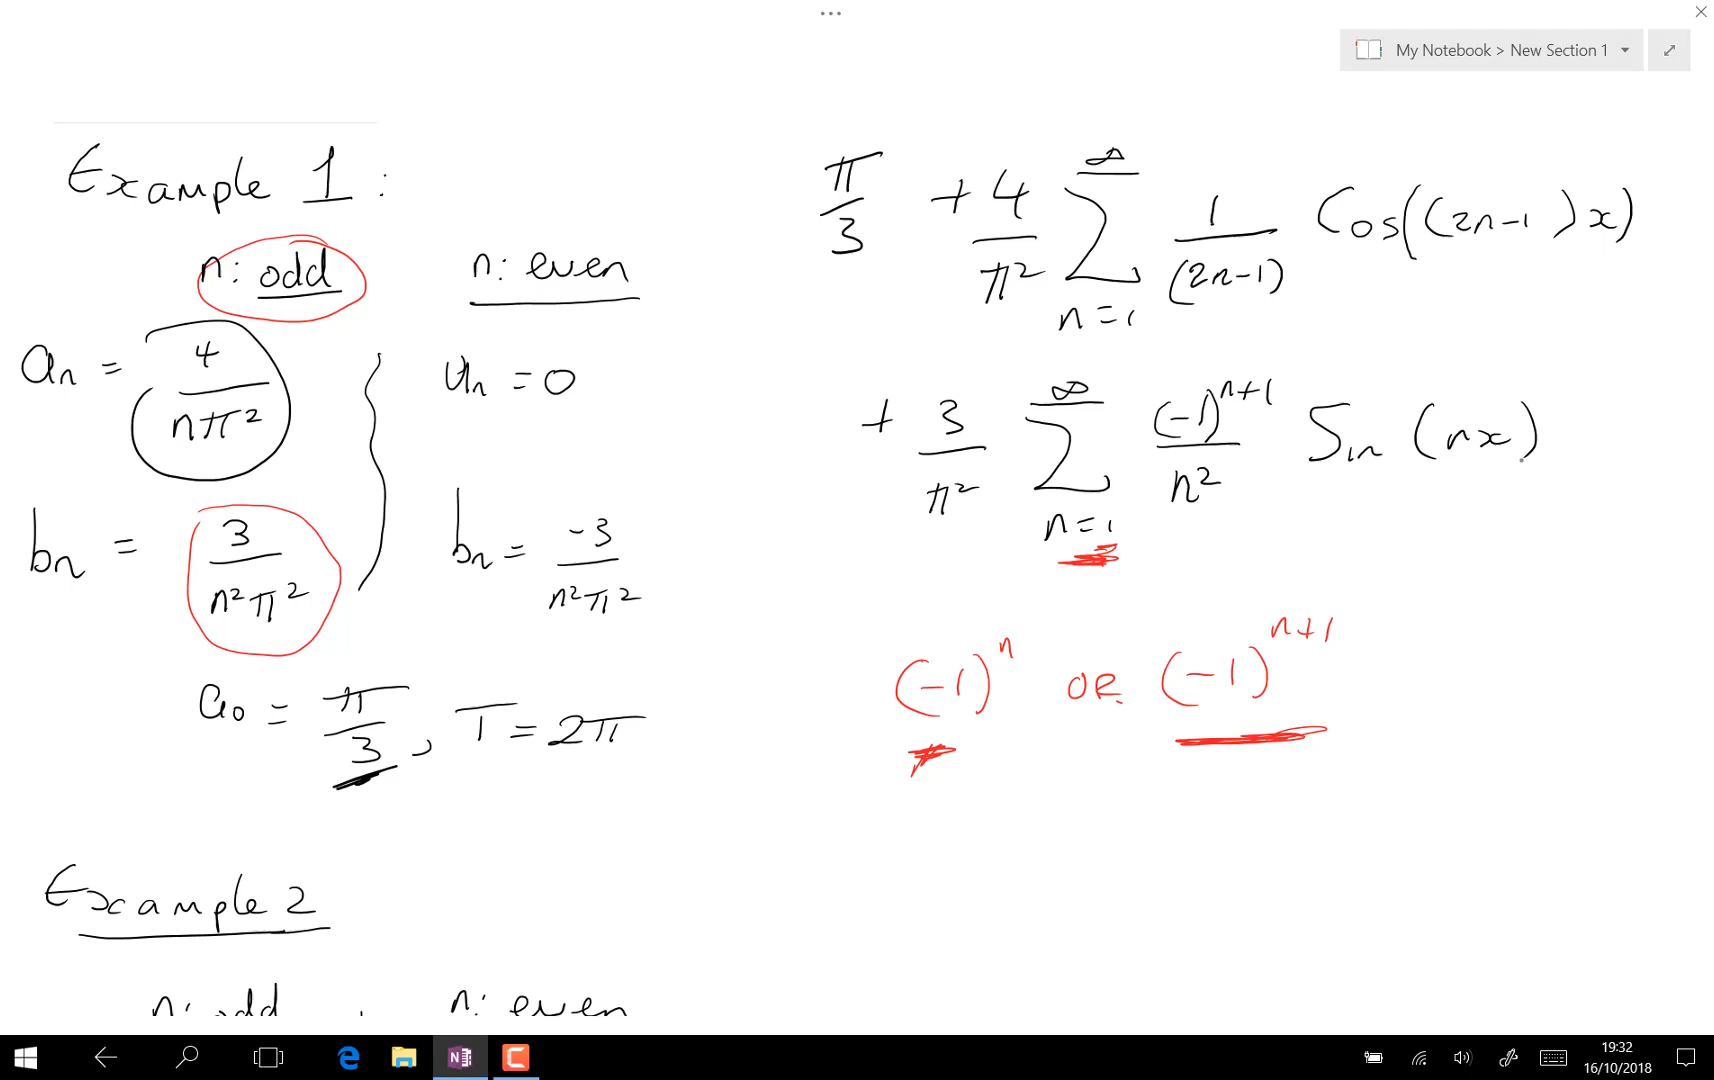 ...
My Notebook > New Section 1
Example 1 :
n: odd n: even
aₙ = 4/(nπ²) aₙ = 0
bₙ = 3/(n²π²) bₙ = -3/(n²π²)
a₀ = π/3 , T = 2π
π/3 + 4/π² ∑_{n=1}^{∞} 1/(2n-1) Cos((2n-1)x)
+ 3/π² ∑_{n=1}^{∞} (-1)^{n+1}/n² Sin(nx)
(-1)^n OR (-1)^{n+1}
Example 2
n: odd n: even
19:32
16/10/2018